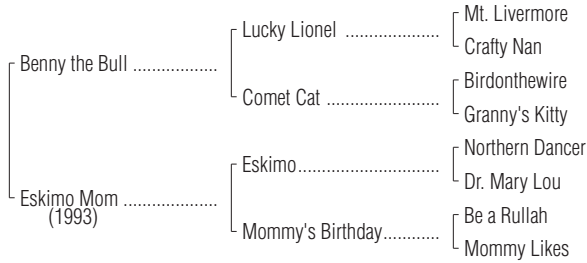 Mt. Livermore
Lucky Lionel ....................
Crafty Nan
Benny the Bull ..................
Birdonthewire
Comet Cat ........................
Granny's Kitty
Northern Dancer
Eskimo..............................
Dr. Mary Lou
Eskimo Mom ....................
(1993)
Be a Rullah
Mommy's Birthday............
Mommy Likes